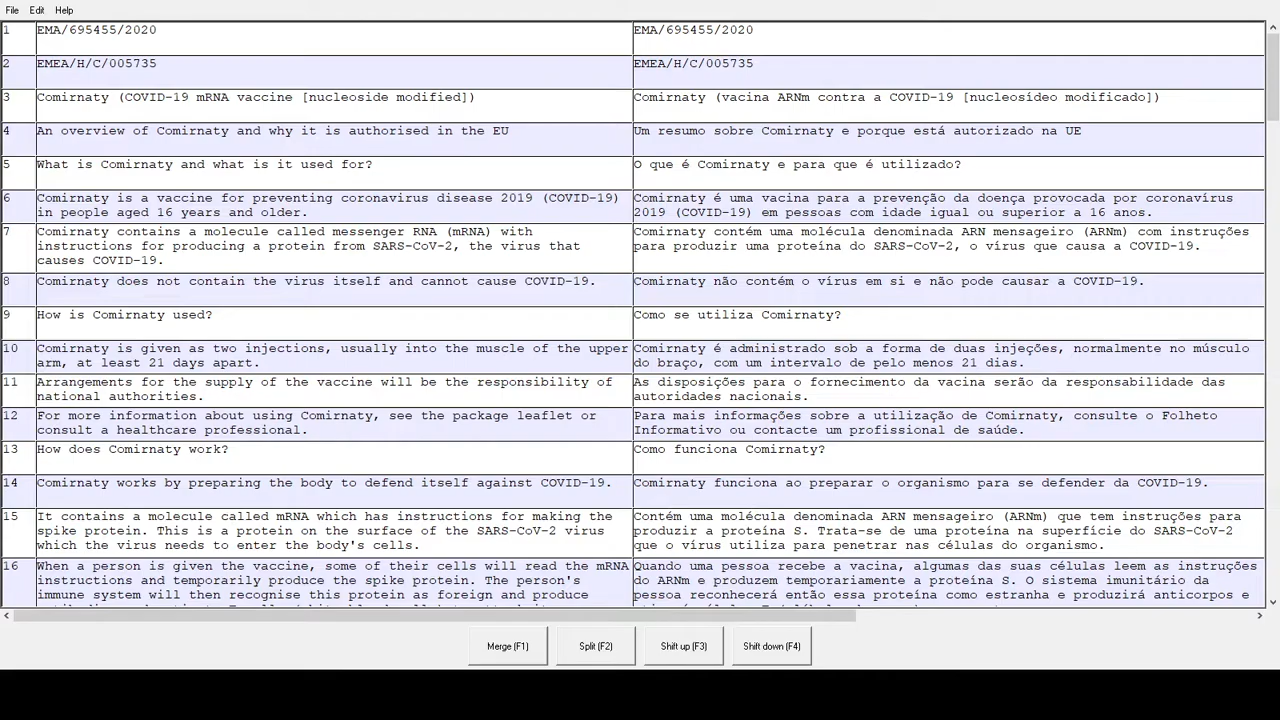 File Edit Help
1 EMA/695455/2020 EMA/695455/2020
2 EMEA/H/C/005735 EMEA/H/C/005735
3 Comirnaty (COVID-19 mRNA vaccine [nucleoside modified]) Comirnaty (vacina ARNm contra a COVID-19 [nucleosídeo modificado])
4 An overview of Comirnaty and why it is authorised in the EU Um resumo sobre Comirnaty e porque está autorizado na UE
5 What is Comirnaty and what is it used for? O que é Comirnaty e para que é utilizado?
6 Comirnaty is a vaccine for preventing coronavirus disease 2019 (COVID-19)
in people aged 16 years and older.
Comirnaty é uma vacina para a prevenção da doença provocada por coronavírus
2019 (COVID-19) em pessoas com idade igual ou superior a 16 anos.
7 Comirnaty contains a molecule called messenger RNA (mRNA) with
instructions for producing a protein from SARS-CoV-2, the virus that
causes COVID-19.
Comirnaty contém uma molécula denominada ARN mensageiro (ARNm) com instruções
para produzir uma proteína do SARS-CoV-2, o vírus que causa a COVID-19.
8 Comirnaty does not contain the virus itself and cannot cause COVID-19. Comirnaty não contém o vírus em si e não pode causar a COVID-19.
9 How is Comirnaty used? Como se utiliza Comirnaty?
10 Comirnaty is given as two injections, usually into the muscle of the upper
arm, at least 21 days apart.
Comirnaty é administrado sob a forma de duas injeções, normalmente no músculo
do braço, com um intervalo de pelo menos 21 dias.
11 Arrangements for the supply of the vaccine will be the responsibility of
national authorities.
As disposições para o fornecimento da vacina serão da responsabilidade das
autoridades nacionais.
12 For more information about using Comirnaty, see the package leaflet or
consult a healthcare professional.
Para mais informações sobre a utilização de Comirnaty, consulte o Folheto
Informativo ou contacte um profissional de saúde.
13 How does Comirnaty work? Como funciona Comirnaty?
14 Comirnaty works by preparing the body to defend itself against COVID-19. Comirnaty funciona ao preparar o organismo para se defender da COVID-19.
15 It contains a molecule called mRNA which has instructions for making the
spike protein. This is a protein on the surface of the SARS-CoV-2 virus
which the virus needs to enter the body's cells.
Contém uma molécula denominada ARN mensageiro (ARNm) que tem instruções para
produzir a proteína S. Trata-se de uma proteína na superfície do SARS-CoV-2
que o vírus utiliza para penetrar nas células do organismo.
16 When a person is given the vaccine, some of their cells will read the mRNA
instructions and temporarily produce the spike protein. The person's
immune system will then recognise this protein as foreign and produce
Quando uma pessoa recebe a vacina, algumas das suas células leem as instruções
do ARNm e produzem temporariamente a proteína S. O sistema imunitário da
pessoa reconhecerá então essa proteína como estranha e produzirá anticorpos e
Merge (F1) Split (F2) Shift up (F3) Shift down (F4)